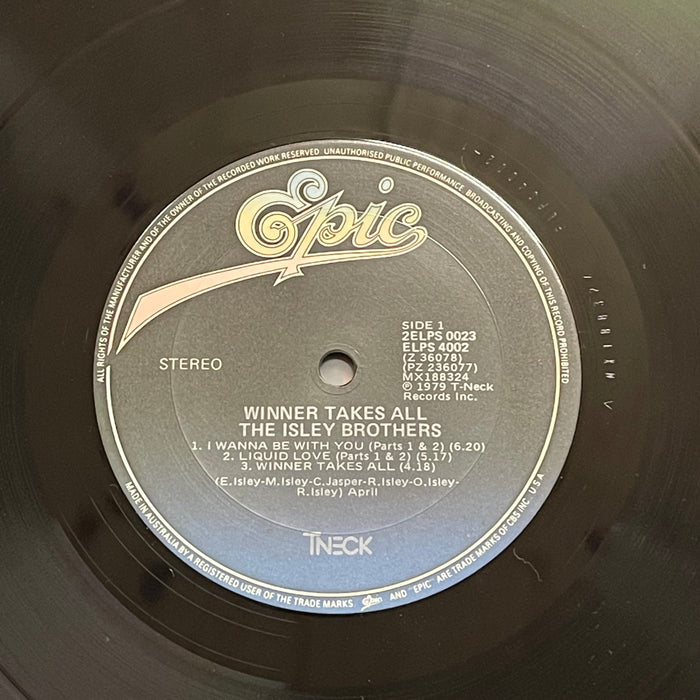 ALL RIGHTS OF THE MANUFACTURER AND OF THE OWNER OF THE RECORDED WORK RESERVED UNAUTHORISED PUBLIC PERFORMANCE BROADCASTING AND COPYING OF THIS RECORD PROHIBITED
Epic
SIDE 1
2ELPS 0023
ELPS 4002
(Z 36078)
(PZ 236077)
MX188324
℗ 1979 T-Neck
Records Inc.
STEREO
WINNER TAKES ALL
THE ISLEY BROTHERS
1. I WANNA BE WITH YOU (Parts 1 & 2) (6.20)
2. LIQUID LOVE (Parts 1 & 2) (5.17)
3. WINNER TAKES ALL (4.18)
(E.Isley-M.Isley-C.Jasper-R.Isley-O.Isley-
R.Isley) April
TNECK
MADE IN AUSTRALIA BY A REGISTERED USER OF THE TRADE MARKS Epic AND "EPIC" ARE TRADE MARKS OF CBS INC U.S.A